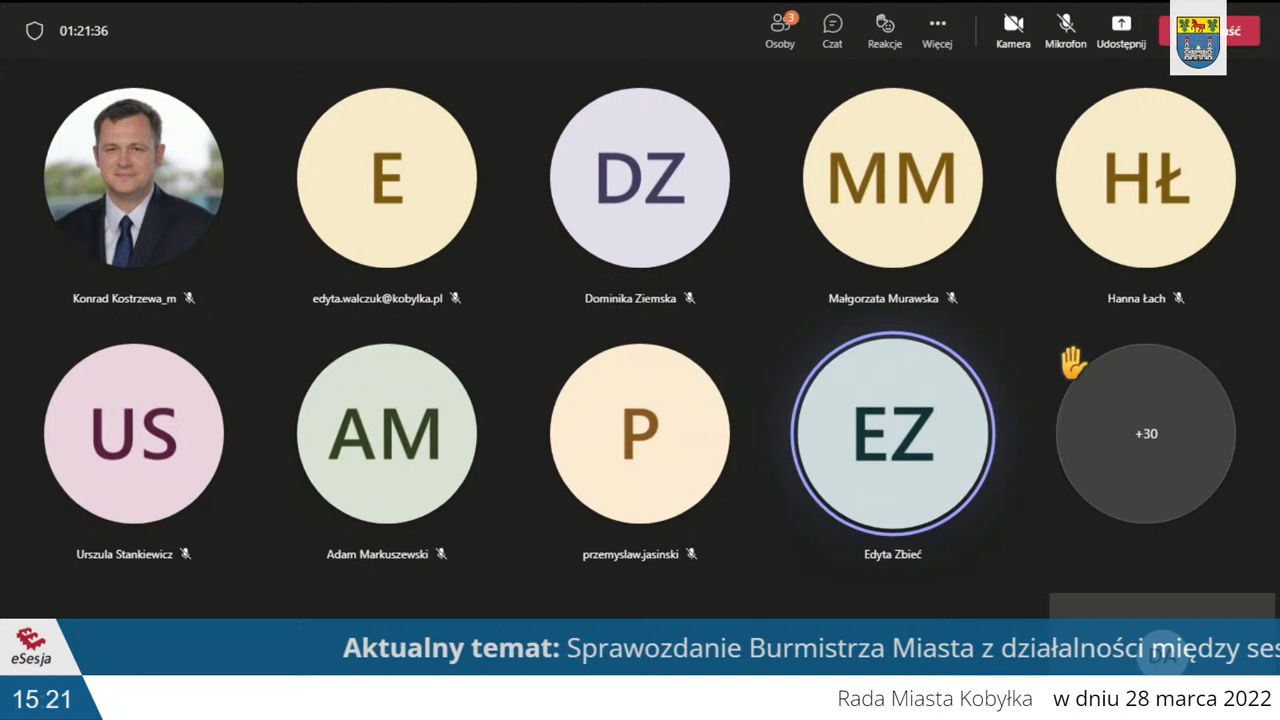 01:21:36
3
Osoby
Czat
Reakcje
Więcej
Kamera
Mikrofon
Udostępnij
E
DZ
MM
HŁ
Konrad Kostrzewa_m
edyta.walczuk@kobylka.pl
Dominika Ziemska
Małgorzata Murawska
Hanna Łach
US
AM
P
EZ
+30
Urszula Stankiewicz
Adam Markuszewski
przemyslaw.jasinski
Edyta Zbieć
eSesja
Aktualny temat: Sprawozdanie Burmistrza Miasta z działalności między ses
DA
15:21
Rada Miasta Kobyłka w dniu 28 marca 2022